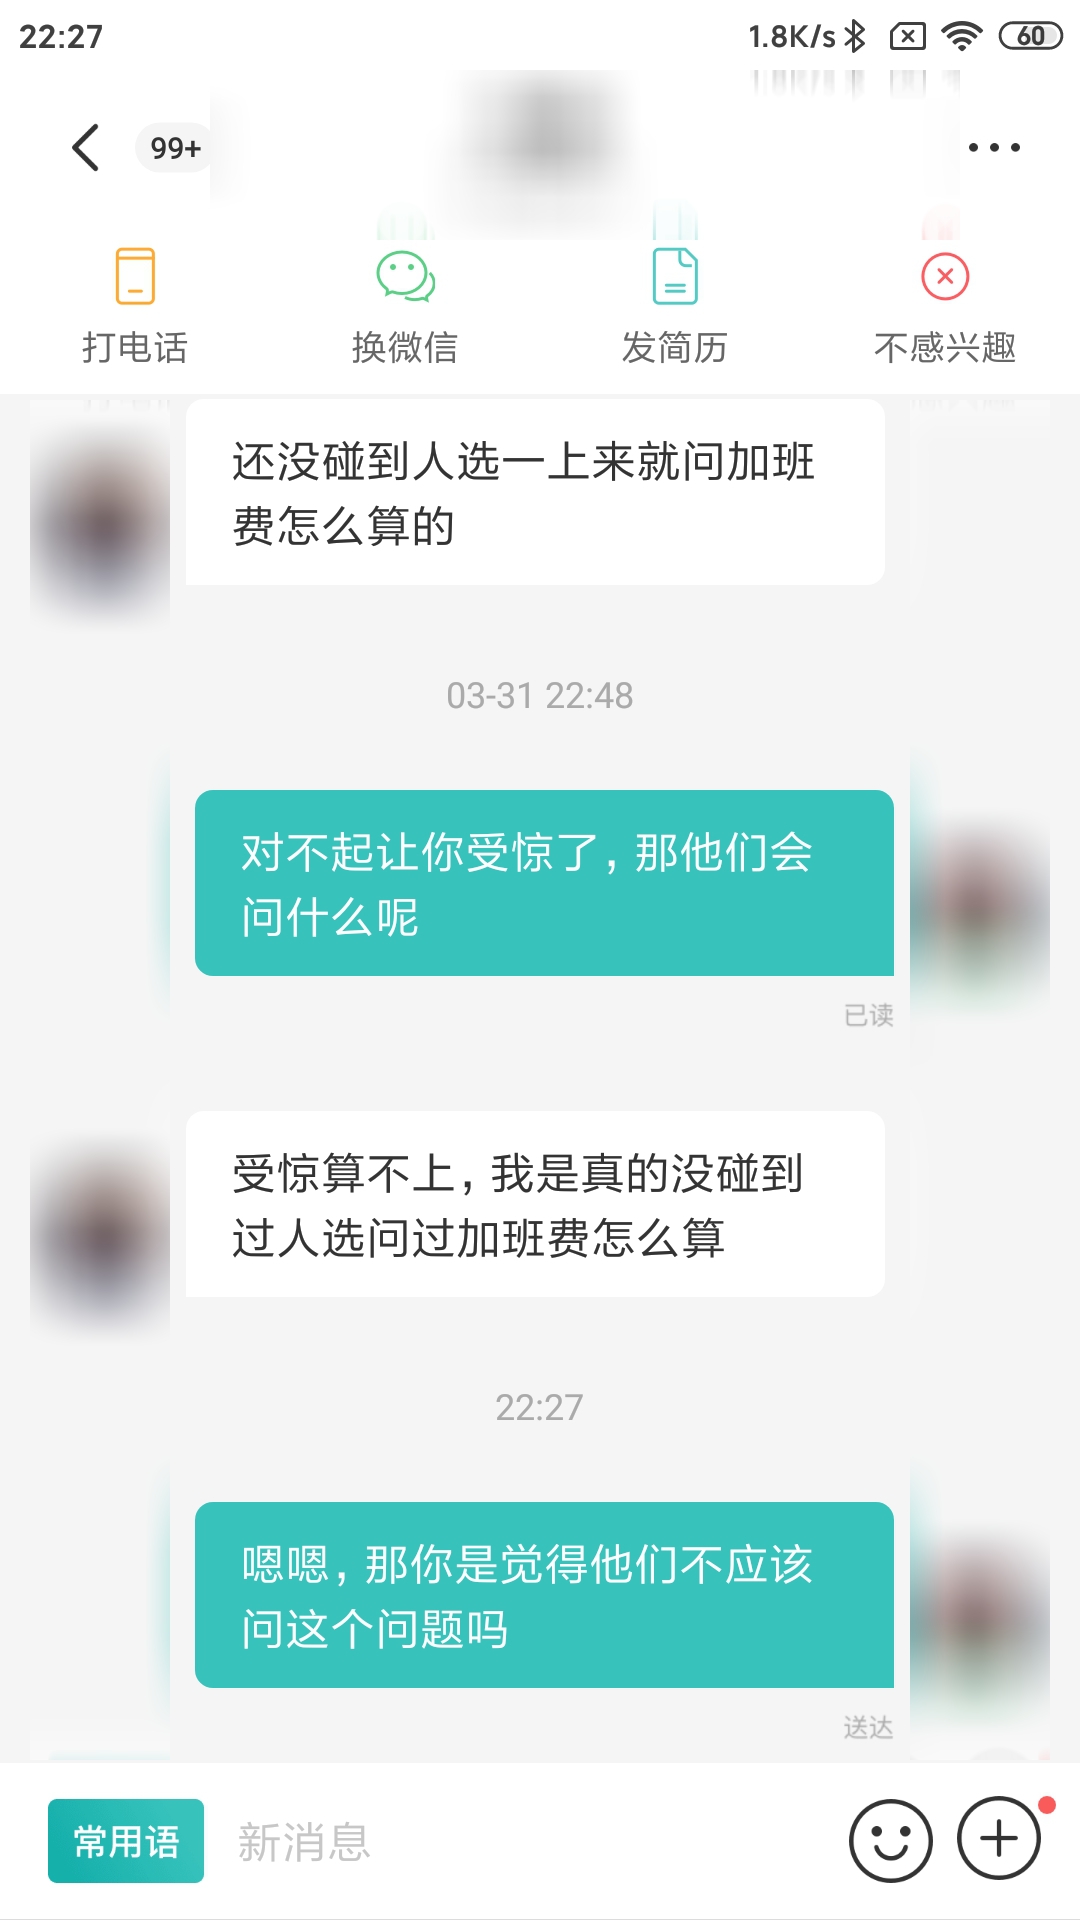 22:27
1.8K/s
60
99+
打电话
换微信
发简历
不感兴趣
还没碰到人选一上来就问加班
费怎么算的
03-31 22:48
对不起让你受惊了，那他们会
问什么呢
已读
受惊算不上，我是真的没碰到
过人选问过加班费怎么算
22:27
嗯嗯，那你是觉得他们不应该
问这个问题吗
送达
常用语
新消息